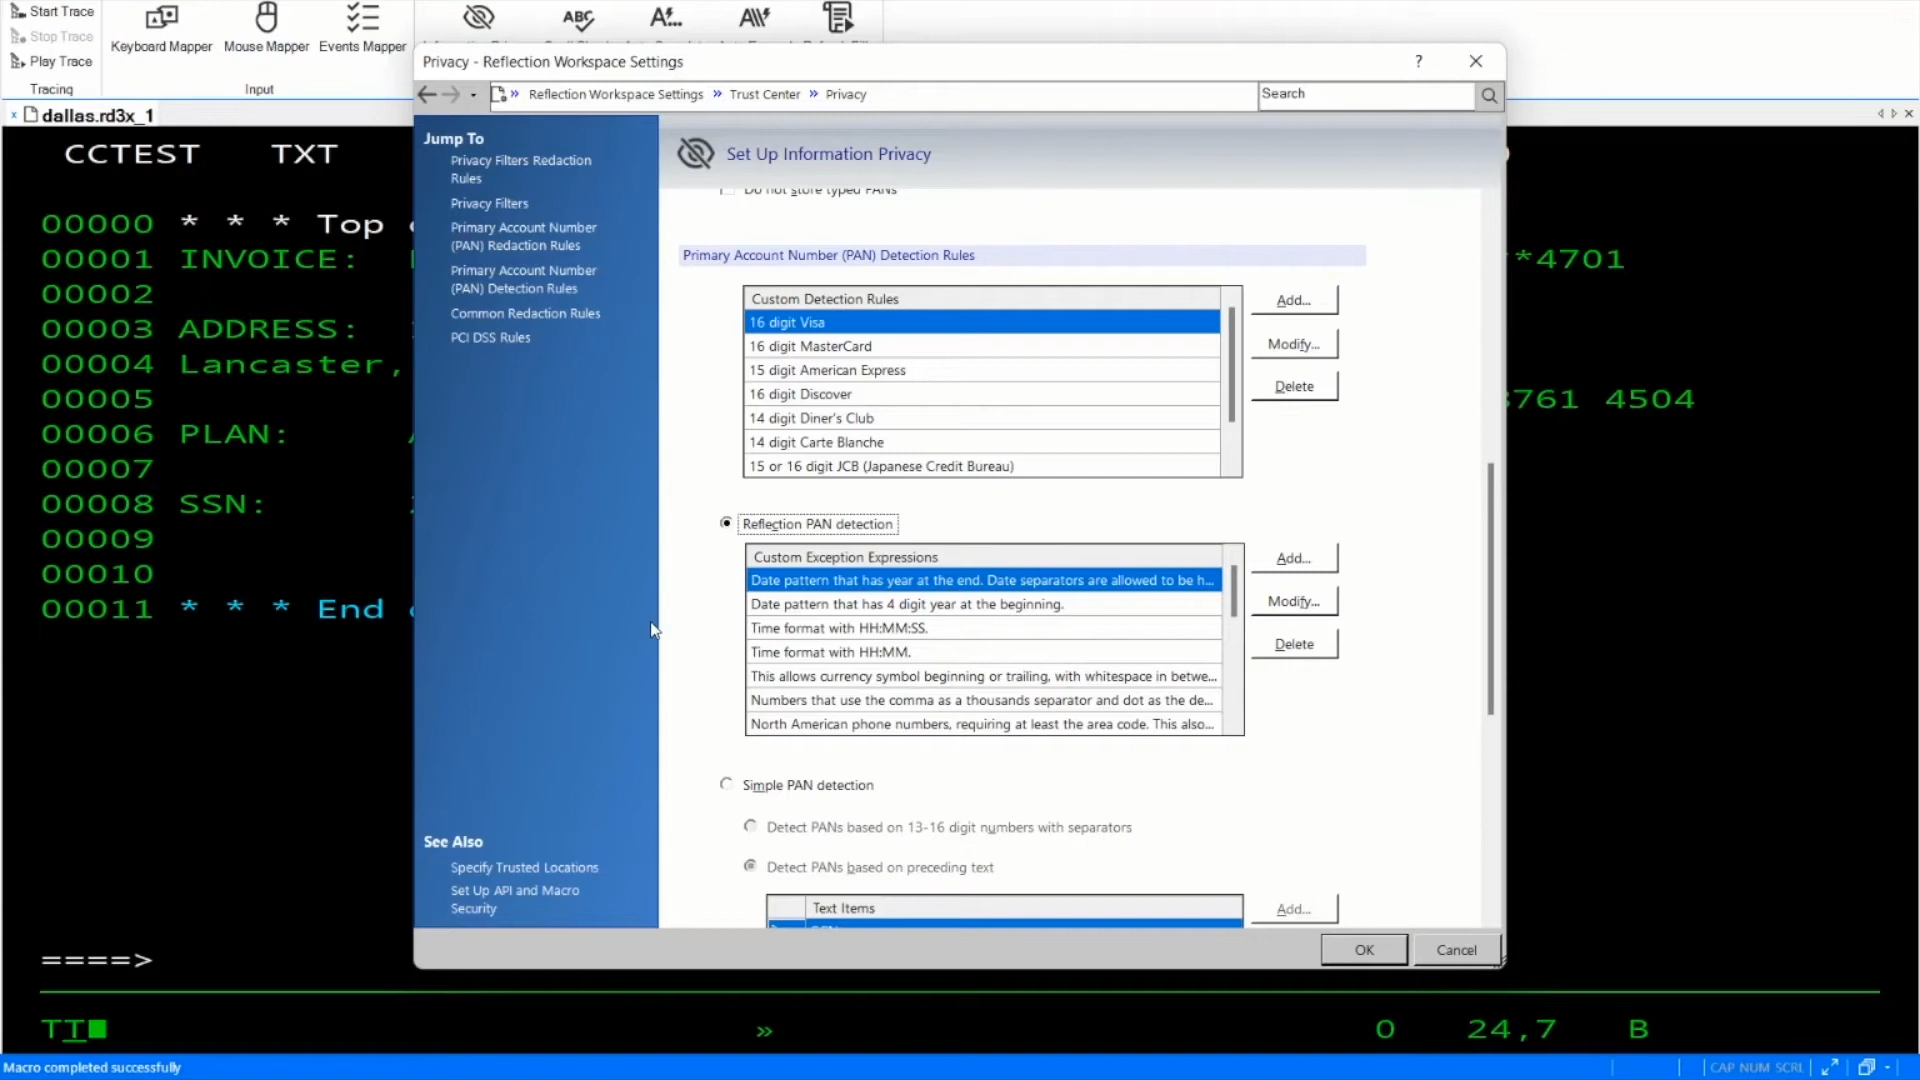 Start Trace
Stop Trace
Play Trace
Tracing
Keyboard Mapper
Mouse Mapper
Events Mapper
Input
ABC
A
dallas.rd3x_1
CCTEST TXT
00000 * * * Top
00001 INVOICE:
*4701
00002
00003 ADDRESS:
00004 Lancaster,
00005
3761 4504
00006 PLAN:
00007
00008 SSN:
00009
00010
00011 * * * End
====>
TI
»
0 24,7 B
Macro completed successfully
CAP NUM SCRL
Privacy - Reflection Workspace Settings
?
» Reflection Workspace Settings » Trust Center » Privacy
Search
Jump To
Privacy Filters Redaction
Rules
Privacy Filters
Primary Account Number
(PAN) Redaction Rules
Primary Account Number
(PAN) Detection Rules
Common Redaction Rules
PCI DSS Rules
See Also
Specify Trusted Locations
Set Up API and Macro
Security
Set Up Information Privacy
Do not store typed PANs
Primary Account Number (PAN) Detection Rules
Custom Detection Rules
16 digit Visa
16 digit MasterCard
15 digit American Express
16 digit Discover
14 digit Diner's Club
14 digit Carte Blanche
15 or 16 digit JCB (Japanese Credit Bureau)
Add...
Modify...
Delete
Reflection PAN detection
Custom Exception Expressions
Date pattern that has year at the end. Date separators are allowed to be h...
Date pattern that has 4 digit year at the beginning.
Time format with HH:MM:SS.
Time format with HH:MM.
This allows currency symbol beginning or trailing, with whitespace in betwe...
Numbers that use the comma as a thousands separator and dot as the de...
North American phone numbers, requiring at least the area code. This also...
Add...
Modify...
Delete
Simple PAN detection
Detect PANs based on 13-16 digit numbers with separators
Detect PANs based on preceding text
Text Items
Add...
OK
Cancel